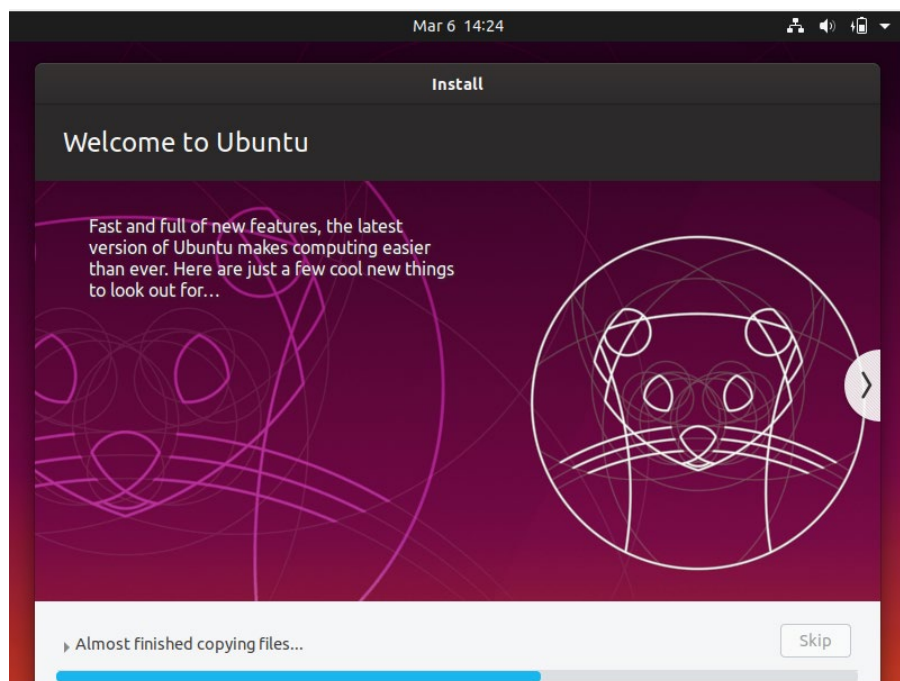 Mar 6 14:24
Install
Welcome to Ubuntu
Fast and full of new features, the latest
version of Ubuntu makes computing easier
than ever. Here are just a few cool new things
to look out for...
Almost finished copying files...
Skip